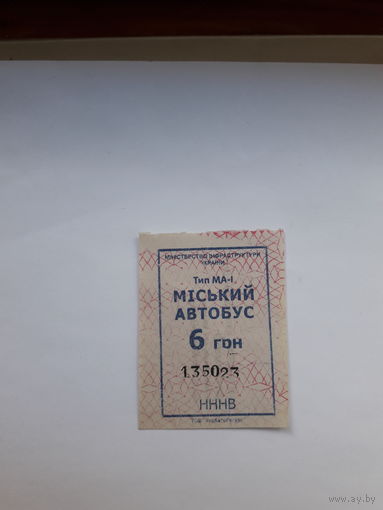 МІНІСТЕРСТВО ІНФРАСТРУКТУРИ
УКРАЇНИ
Тип МА-І
МІСЬКИЙ
АВТОБУС
6 грн
135023
НННВ
www.ay.by